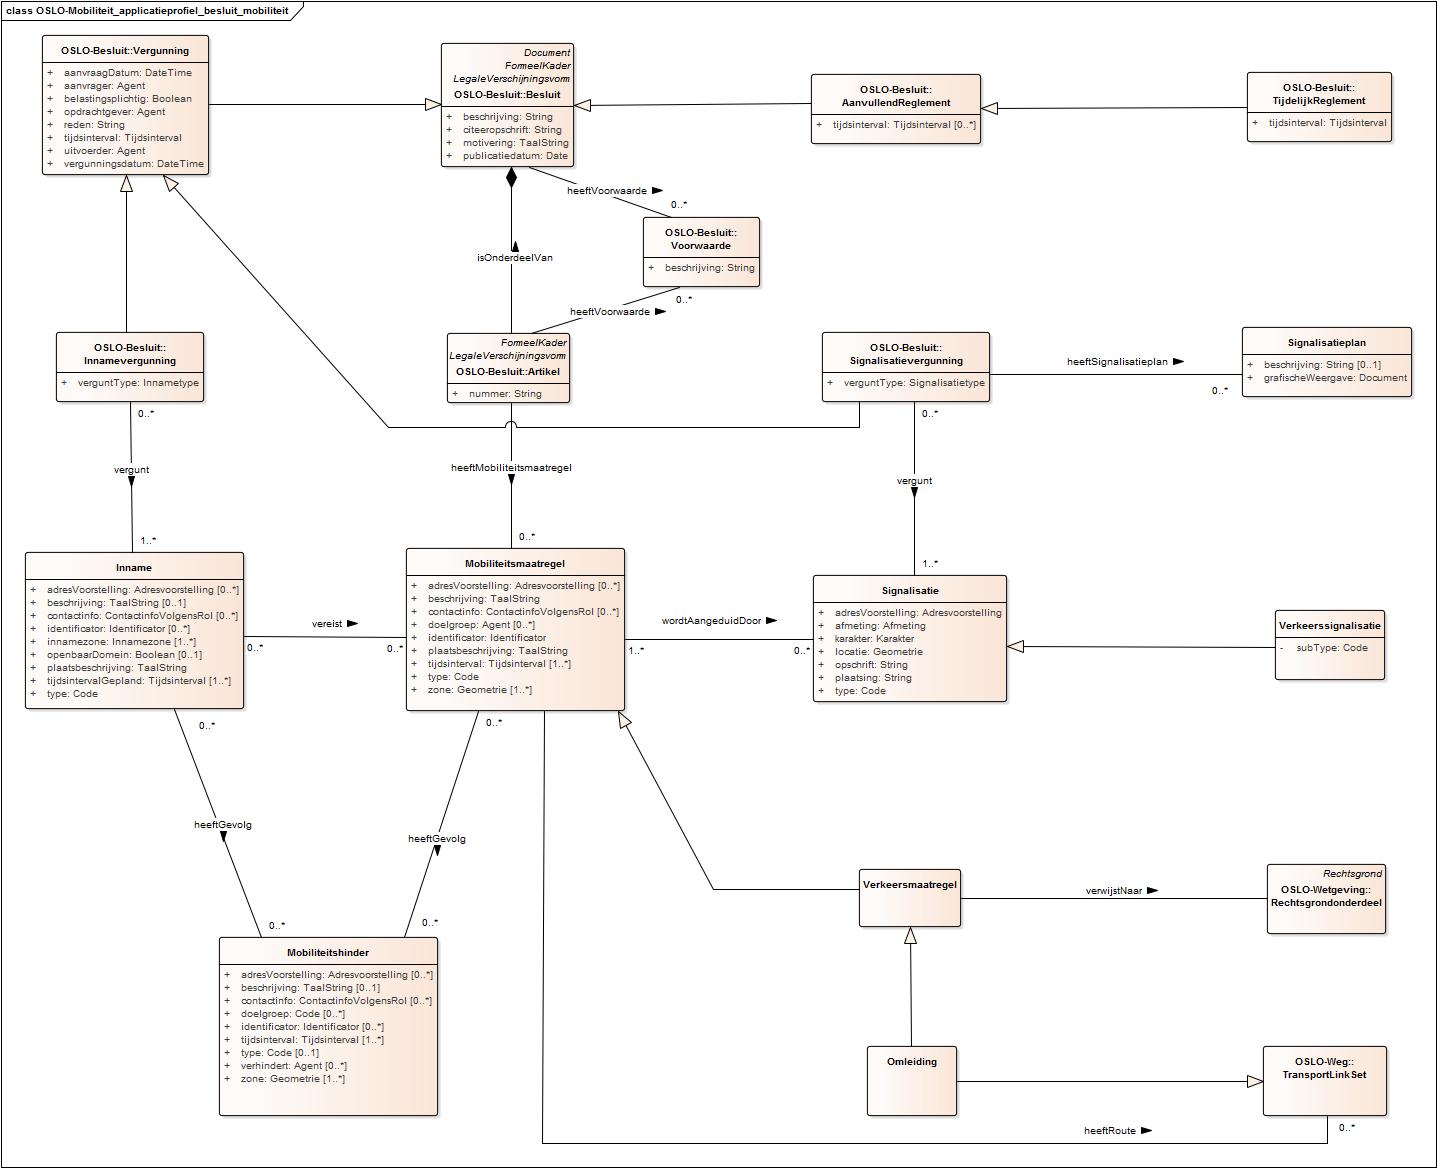 class OSLO-Mobiliteit_applicatieprofiel_besluit_mobiliteit
OSLO-Besluit::Vergunning
+ aanvraagDatum: DateTime
+ aanvrager: Agent
+ belastingsplichtig: Boolean
+ opdrachtgever: Agent
+ reden: String
+ tijdsinterval: Tijdsinterval
+ uitvoerder: Agent
+ vergunningsdatum: DateTime
Document
FormeelKader
LegaleVerschijningsvorm
OSLO-Besluit::Besluit
+ beschrijving: String
+ citeeropschrift: String
+ motivering: TaalString
+ publicatiedatum: Date
OSLO-Besluit::
AanvullendReglement
+ tijdsinterval: Tijdsinterval [0..*]
OSLO-Besluit::
TijdelijkReglement
+ tijdsinterval: Tijdsinterval
heeftVoorwaarde
0..*
OSLO-Besluit::
Voorwaarde
+ beschrijving: String
isOnderdeelVan
0..*
heeftVoorwaarde
OSLO-Besluit::
Innamevergunning
+ verguntType: Innametype
FormeelKader
LegaleVerschijningsvorm
OSLO-Besluit::Artikel
+ nummer: String
OSLO-Besluit::
Signalisatievergunning
+ verguntType: Signalisatietype
heeftSignalisatieplan
0..*
Signalisatieplan
+ beschrijving: String [0..1]
+ grafischeWeergave: Document
0..*
vergunt
1..*
heeftMobiliteitsmaatregel
0..*
0..*
vergunt
1..*
Inname
+ adresVoorstelling: Adresvoorstelling [0..*]
+ beschrijving: TaalString [0..1]
+ contactinfo: ContactinfoVolgensRol [0..*]
+ identificator: Identificator [0..*]
+ innamezone: Innamezone [1..*]
+ openbaarDomein: Boolean [0..1]
+ plaatsbeschrijving: TaalString
+ tijdsintervalGepland: Tijdsinterval [1..*]
+ type: Code
vereist
0..*
0..*
Mobiliteitsmaatregel
+ adresVoorstelling: Adresvoorstelling [0..*]
+ beschrijving: TaalString
+ contactinfo: ContactinfoVolgensRol [0..*]
+ doelgroep: Agent [0..*]
+ identificator: Identificator
+ plaatsbeschrijving: TaalString
+ tijdsinterval: Tijdsinterval [1..*]
+ type: Code
+ zone: Geometrie [1..*]
wordtAangeduidDoor
1..*
0..*
Signalisatie
+ adresVoorstelling: Adresvoorstelling
+ afmeting: Afmeting
+ karakter: Karakter
+ locatie: Geometrie
+ opschrift: String
+ plaatsing: String
+ type: Code
Verkeerssignalisatie
- subType: Code
0..*
heeftGevolg
0..*
0..*
heeftGevolg
0..*
Mobiliteitshinder
+ adresVoorstelling: Adresvoorstelling [0..*]
+ beschrijving: TaalString [0..1]
+ contactinfo: ContactinfoVolgensRol [0..*]
+ doelgroep: Code [0..*]
+ identificator: Identificator [0..*]
+ tijdsinterval: Tijdsinterval [1..*]
+ type: Code [0..1]
+ verhindert: Agent [0..*]
+ zone: Geometrie [1..*]
Verkeersmaatregel
verwijstNaar
Rechtsgrond
OSLO-Wetgeving::
Rechtsgrondonderdeel
Omleiding
OSLO-Weg::
TransportLinkSet
heeftRoute
0..*